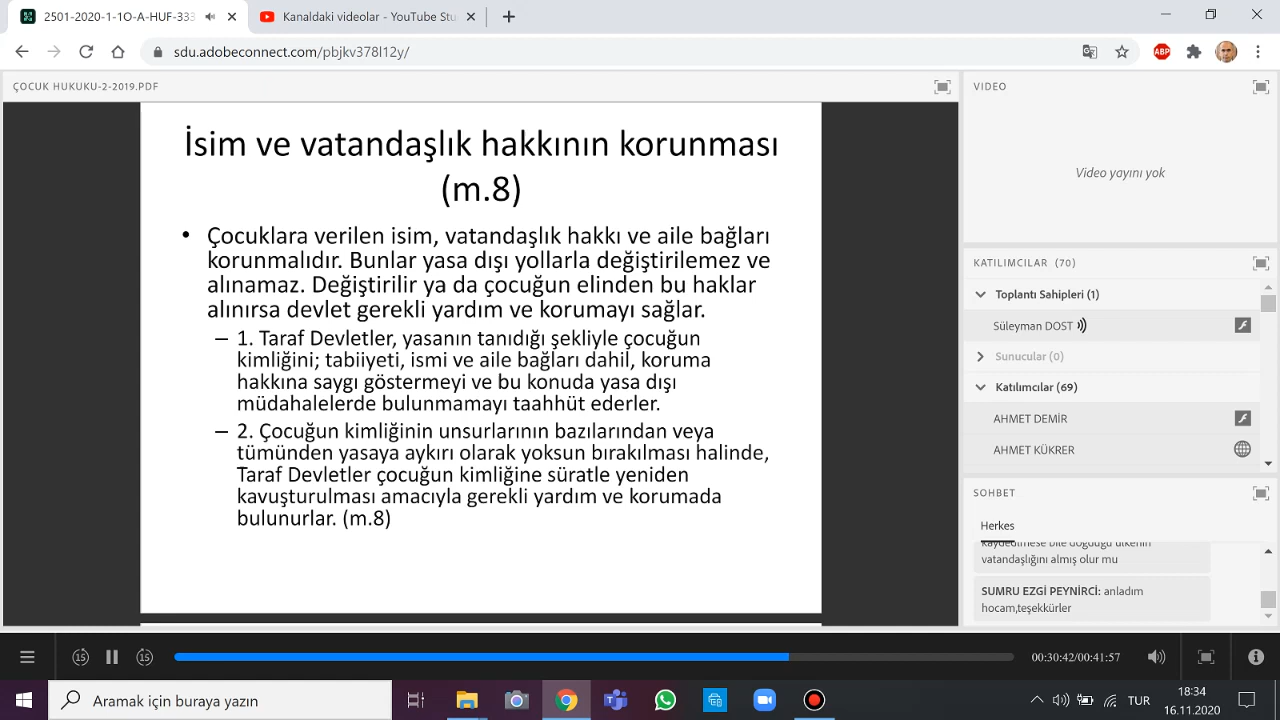 2501-2020-1-1O-A-HUF-333
Kanaldaki videolar - YouTube Stu
sdu.adobeconnect.com/pbjkv378l12y/
ABP
ÇOCUK HUKUKU-2-2019.PDF
İsim ve vatandaşlık hakkının korunması
(m.8)
• Çocuklara verilen isim, vatandaşlık hakkı ve aile bağları
korunmalıdır. Bunlar yasa dışı yollarla değiştirilemez ve
alınamaz. Değiştirilir ya da çocuğun elinden bu haklar
alınırsa devlet gerekli yardım ve korumayı sağlar.
– 1. Taraf Devletler, yasanın tanıdığı şekliyle çocuğun
kimliğini; tabiiyeti, ismi ve aile bağları dahil, koruma
hakkına saygı göstermeyi ve bu konuda yasa dışı
müdahalelerde bulunmamayı taahhüt ederler.
– 2. Çocuğun kimliğinin unsurlarının bazılarından veya
tümünden yasaya aykırı olarak yoksun bırakılması halinde,
Taraf Devletler çocuğun kimliğine süratle yeniden
kavuşturulması amacıyla gerekli yardım ve korumada
bulunurlar. (m.8)
VIDEO
Video yayını yok
KATILIMCILAR (70)
Toplantı Sahipleri (1)
Süleyman DOST
Sunucular (0)
Katılımcılar (69)
AHMET DEMİR
AHMET KÜKRER
SOHBET
Herkes
kaydedilmese bile doğduğu ülkenin
vatandaşlığını almış olur mu
SUMRU EZGİ PEYNİRCİ: anladım
hocam,teşekkürler
15
15
00:30:42/00:41:57
Aramak için buraya yazın
TUR
18:34
16.11.2020